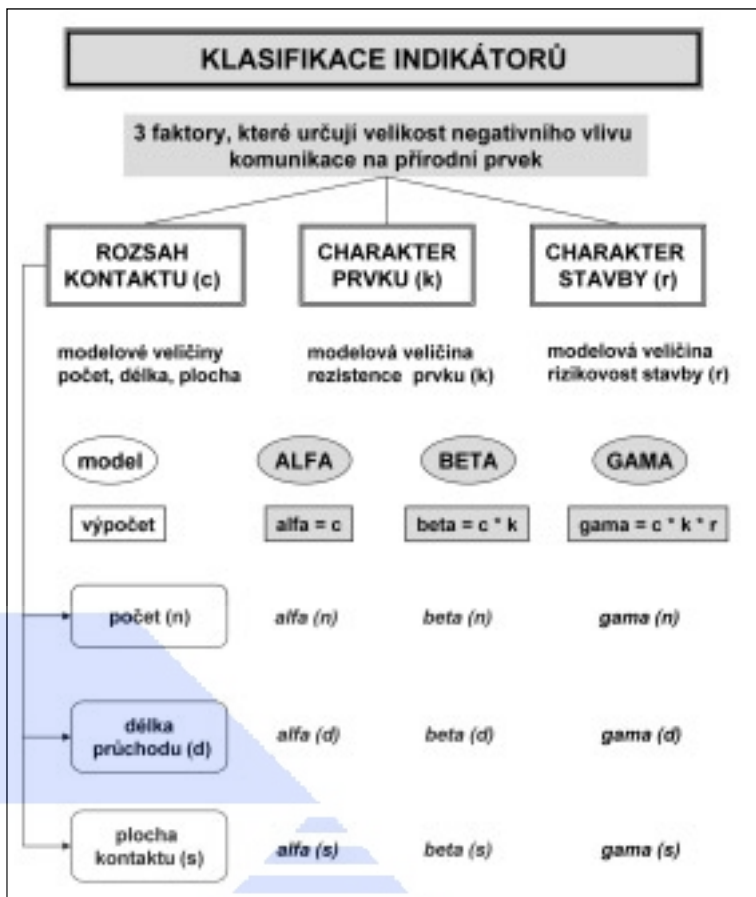 KLASIFIKACE INDIKÁTORŮ
3 faktory, které určují velikost negativního vlivu
komunikace na přírodní prvek
ROZSAH
KONTAKTU (c)
CHARAKTER
PRVKU (k)
CHARAKTER
STAVBY (r)
modelové veličiny
počet, délka, plocha
modelová veličina
rezistence prvku (k)
modelová veličina
rizikovost stavby (r)
model
ALFA
BETA
GAMA
výpočet
alfa = c
beta = c * k
gama = c * k * r
počet (n)
alfa (n)
beta (n)
gama (n)
délka
průchodu (d)
alfa (d)
beta (d)
gama (d)
plocha
kontaktu (s)
alfa (s)
beta (s)
gama (s)